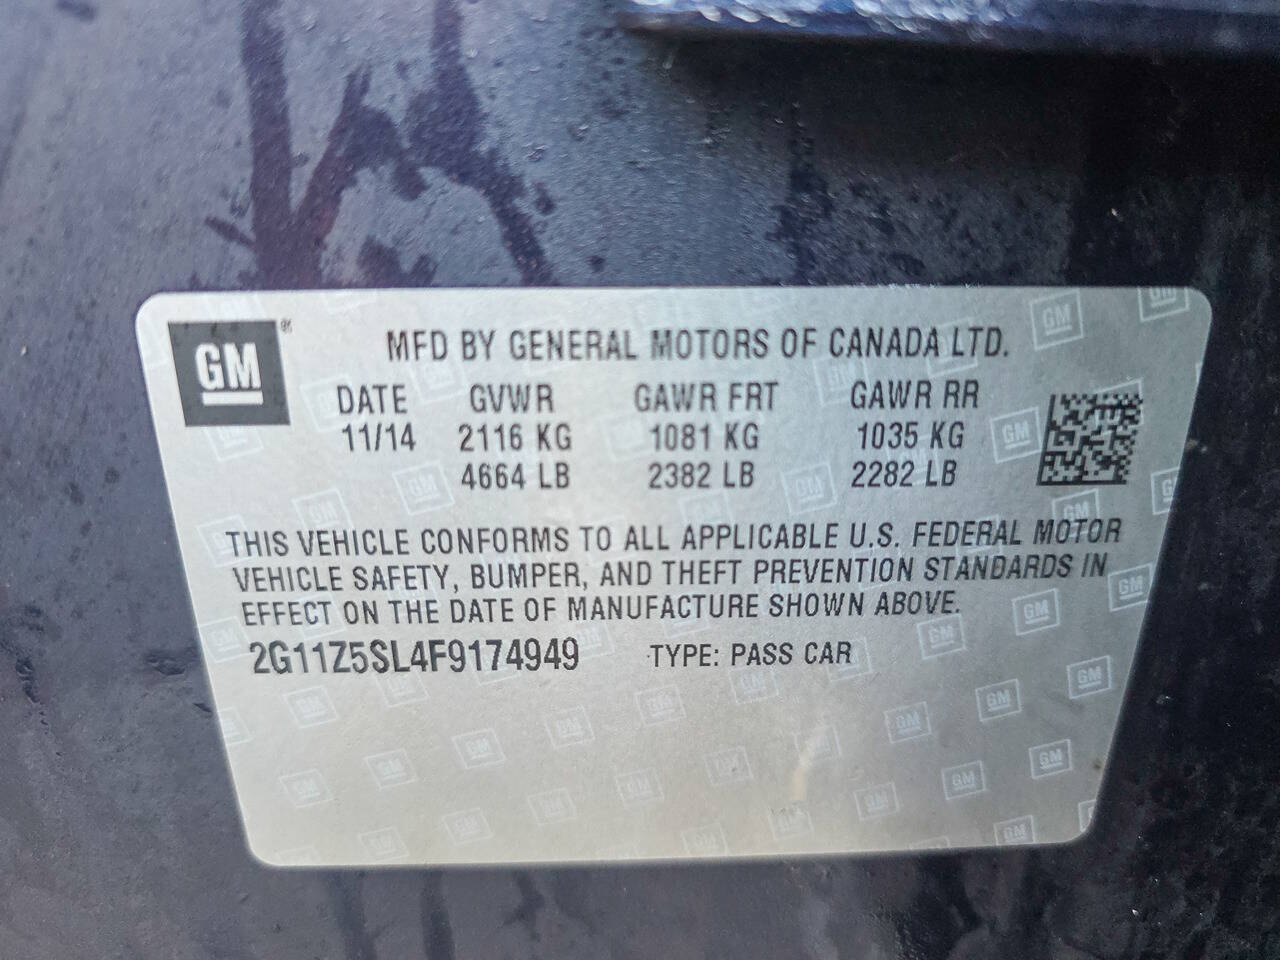 GM®
MFD BY GENERAL MOTORS OF CANADA LTD.
DATE GVWR GAWR FRT GAWR RR
11/14 2116 KG 1081 KG 1035 KG
4664 LB 2382 LB 2282 LB
THIS VEHICLE CONFORMS TO ALL APPLICABLE U.S. FEDERAL MOTOR
VEHICLE SAFETY, BUMPER, AND THEFT PREVENTION STANDARDS IN
EFFECT ON THE DATE OF MANUFACTURE SHOWN ABOVE.
2G11Z5SL4F9174949 TYPE: PASS CAR